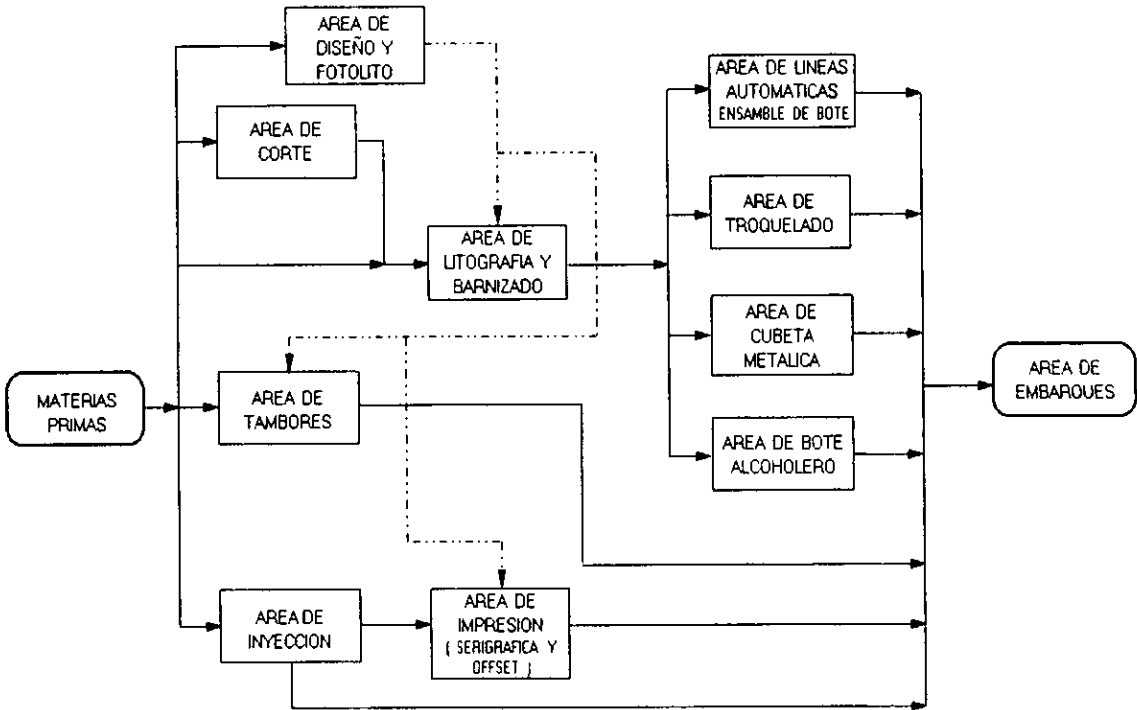 AREA DE
DISEÑO Y
FOTOLITO
AREA DE
CORTE
AREA DE
LITOGRAFIA Y
BARNIZADO
MATERIAS
PRIMAS
AREA DE
TAMBORES
AREA DE
INYECCION
AREA DE
IMPRESION
( SERIGRAFICA Y
OFFSET )
AREA DE LINEAS
AUTOMATICAS
ENSAMBLE DE BOTE
AREA DE
TROQUELADO
AREA DE
CUBETA
METALICA
AREA DE BOTE
ALCOHOLERO
AREA DE
EMBARQUES